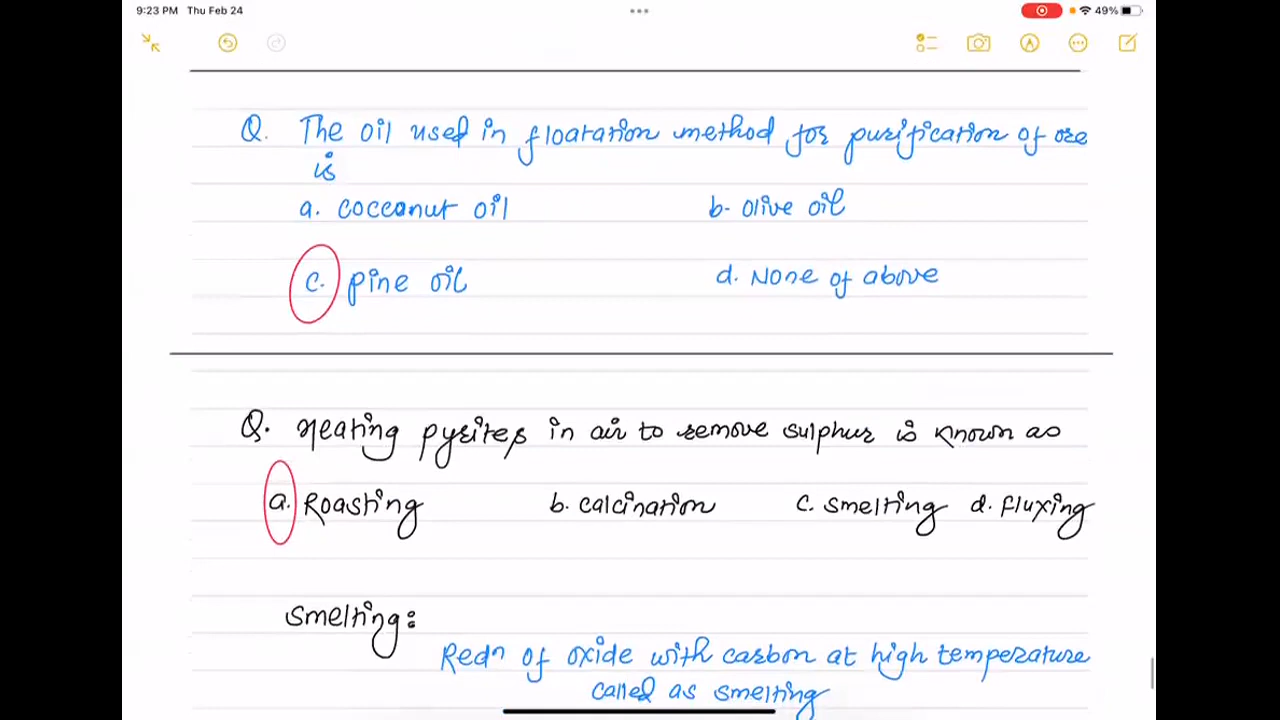 9:23 PM Thu Feb 24
49%
Q. The oil used in floatation method for purification of ore
is
a. coccanut oil b. olive oil
c. pine oil d. None of above
Q. Heating pyrites in air to remove sulphur is known as
a. Roasting b. calcination c. smelting d. fluxing
Smelting:
Redn of oxide with carbon at high temperature
called as smelting